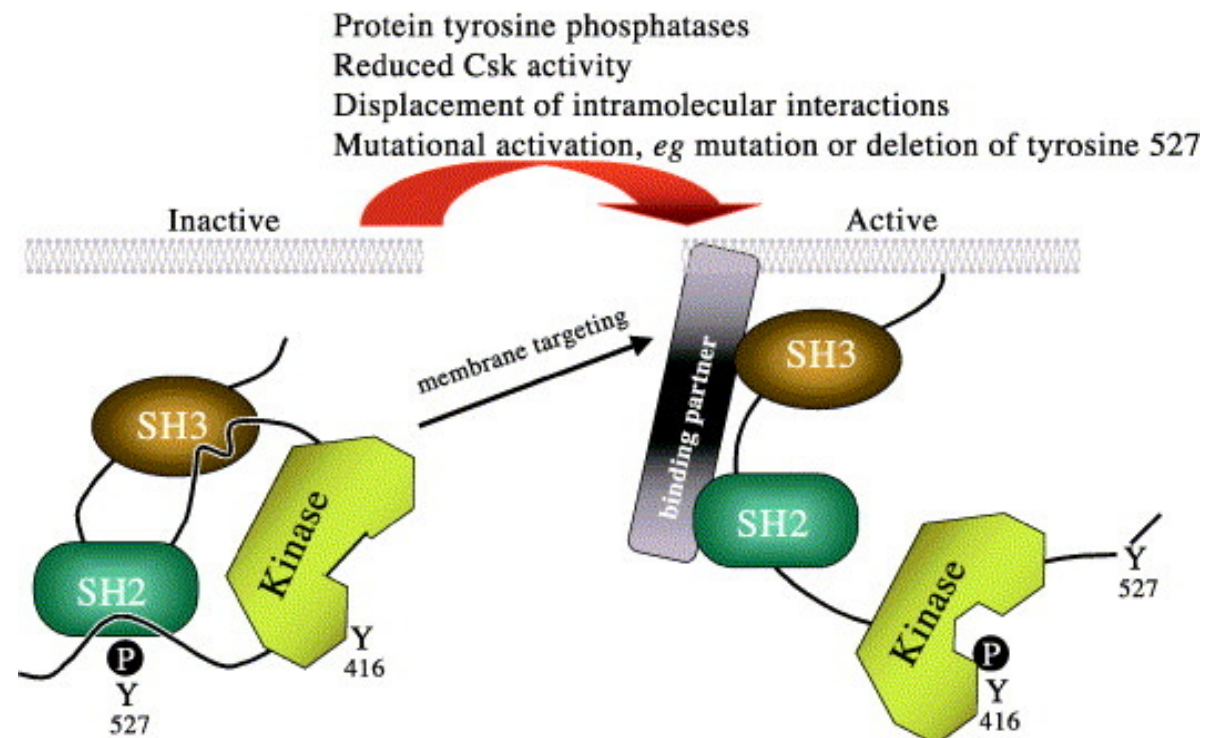 Protein tyrosine phosphatases
Reduced Csk activity
Displacement of intramolecular interactions
Mutational activation, eg mutation or deletion of tyrosine 527
Inactive
Active
membrane targeting
binding partner
SH3
SH2
Kinase
Y
416
P
Y
527
SH3
SH2
Kinase
Y
527
P
Y
416